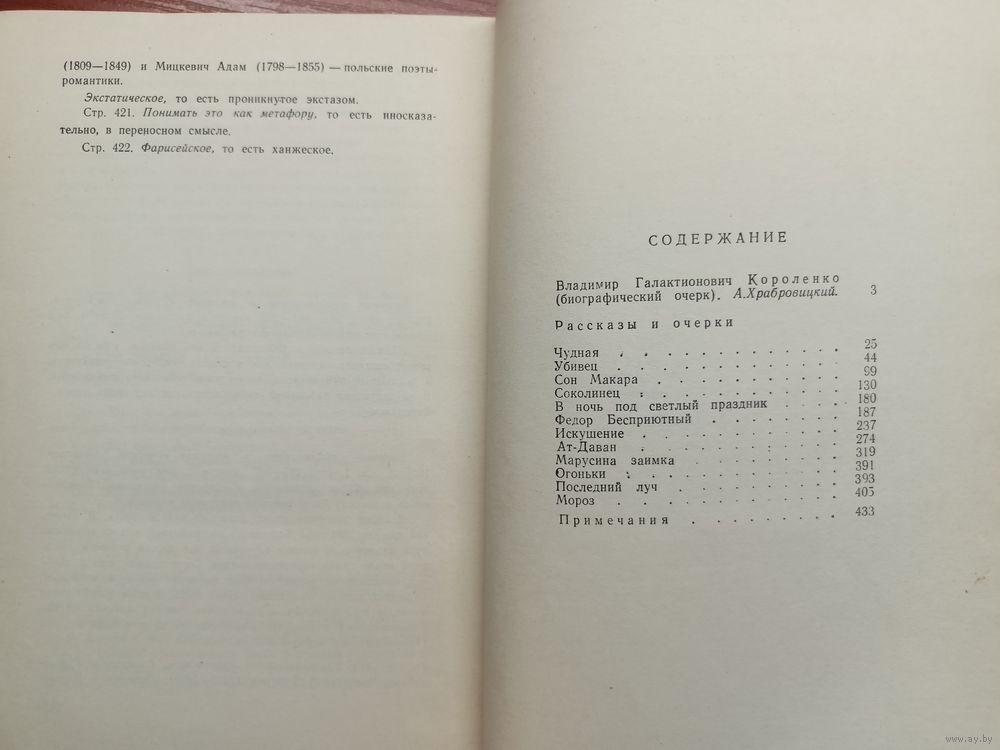 (1809—1849) и Мицкевич Адам (1798—1855) — польские поэты-
романтики.
Экстатическое, то есть проникнутое экстазом.
Стр. 421. Понимать это как метафору, то есть иносказа-
тельно, в переносном смысле.
Стр. 422. Фарисейское, то есть ханжеское.
СОДЕРЖАНИЕ
Владимир Галактионович Короленко
(биографический очерк). А.Храбровицкий. 3
Рассказы и очерки
Чудная . . . . . . . . . . . . 25
Убивец . . . . . . . . . . . . 44
Сон Макара . . . . . . . . . . 99
Соколинец . . . . . . . . . . . 130
В ночь под светлый праздник . . . . 180
Федор Бесприютный . . . . . . . 187
Искушение . . . . . . . . . . . 237
Ат-Даван . . . . . . . . . . . 274
Марусина заимка . . . . . . . . 319
Огоньки . . . . . . . . . . . . 391
Последний луч . . . . . . . . . 393
Мороз . . . . . . . . . . . . 405
Примечания . . . . . . . . . 433
www.ay.by